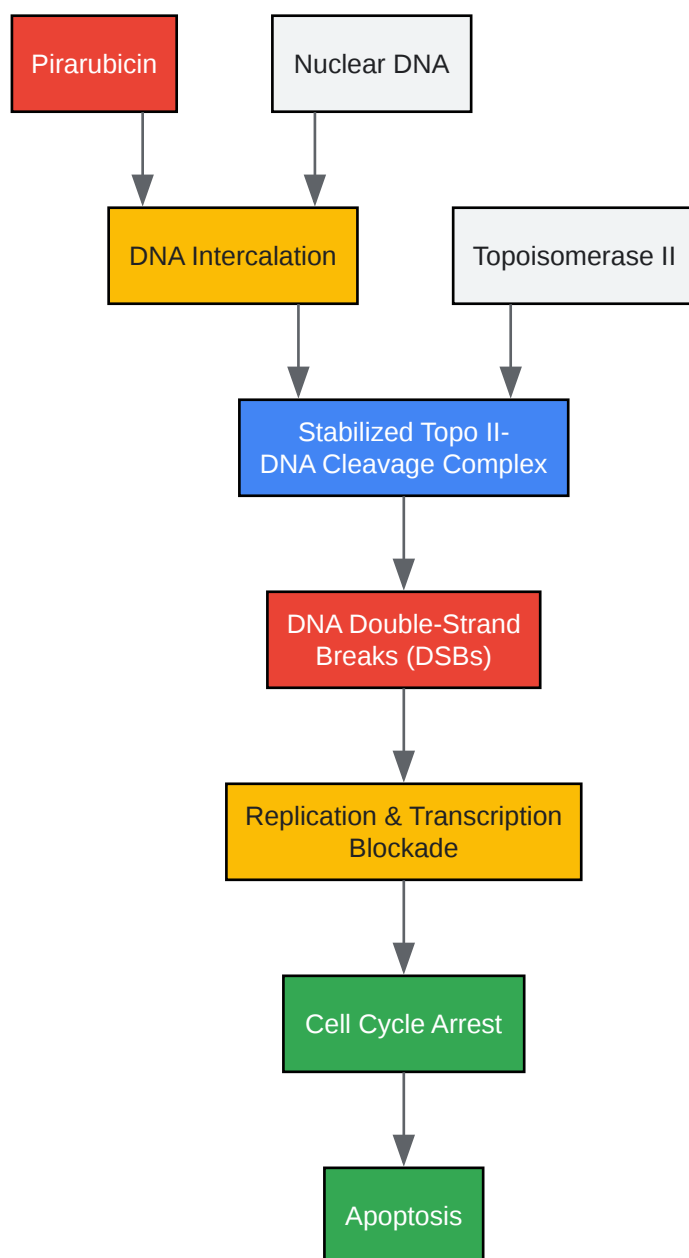 Pirarubicin
Nuclear DNA
DNA Intercalation
Topoisomerase II
Stabilized Topo II-
DNA Cleavage Complex
DNA Double-Strand
Breaks (DSBs)
Replication & Transcription
Blockade
Cell Cycle Arrest
Apoptosis